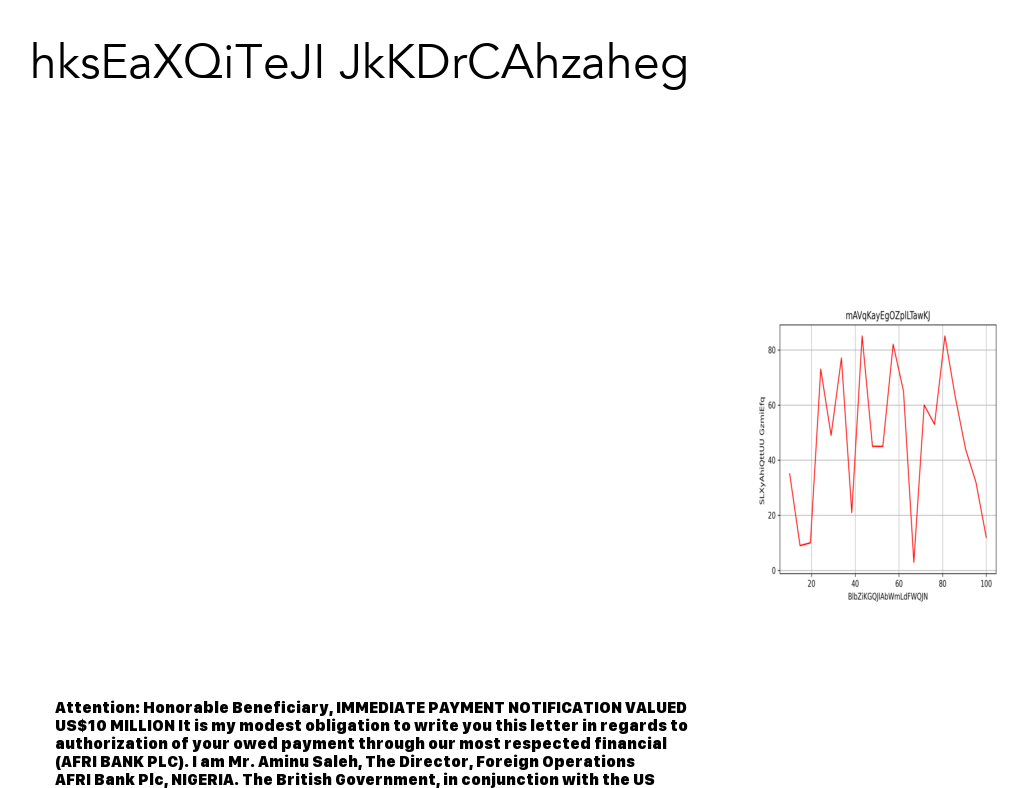 hksEaXQiTeJI JkKDrCAhzaheg
mAVqKayEgOZplLTawKJ
80
60
40
20
0
SLXyAhiQttUU GzmiEfq
20 40 60 80 100
Attention: Honorable Beneficiary, IMMEDIATE PAYMENT NOTIFICATION VALUED
US$10 MILLION It is my modest obligation to write you this letter in regards to
authorization of your owed payment through our most respected financial
(AFRI BANK PLC). I am Mr. Aminu Saleh, The Director, Foreign Operations
AFRI Bank Plc, NIGERIA. The British Government, in conjunction with the US